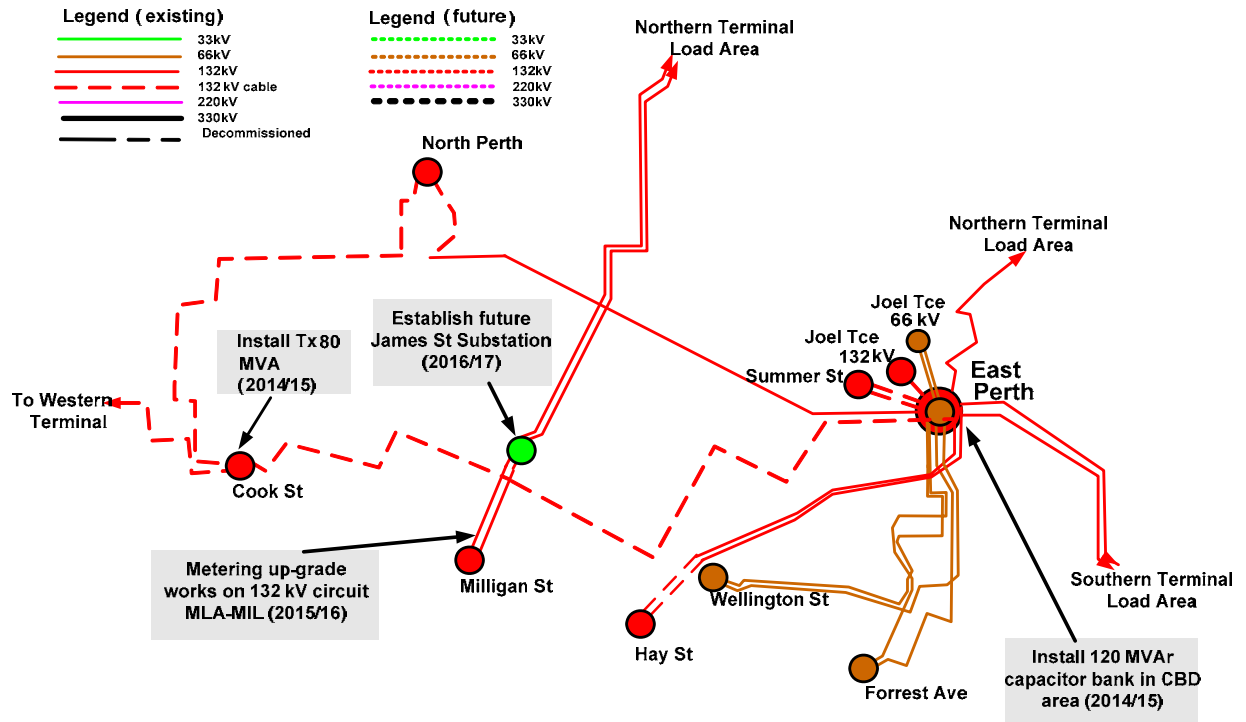 Legend (existing)
33kV
66kV
132kV
132kV cable
220kV
330kV
Decommissioned
Legend (future)
33kV
66kV
132kV
220kV
330kV
Northern Terminal
Load Area
North Perth
Northern Terminal
Load Area
Joel Tce
66 kV
Joel Tce
132kV
Summer St
East
Perth
Establish future
James St Substation
(2016/17)
Install Tx80
MVA
(2014/15)
To Western
Terminal
Cook St
Metering up-grade
works on 132 kV circuit
MLA-MIL (2015/16)
Milligan St
Wellington St
Hay St
Forrest Ave
Southern Terminal
Load Area
Install 120 MVAr
capacitor bank in CBD
area (2014/15)